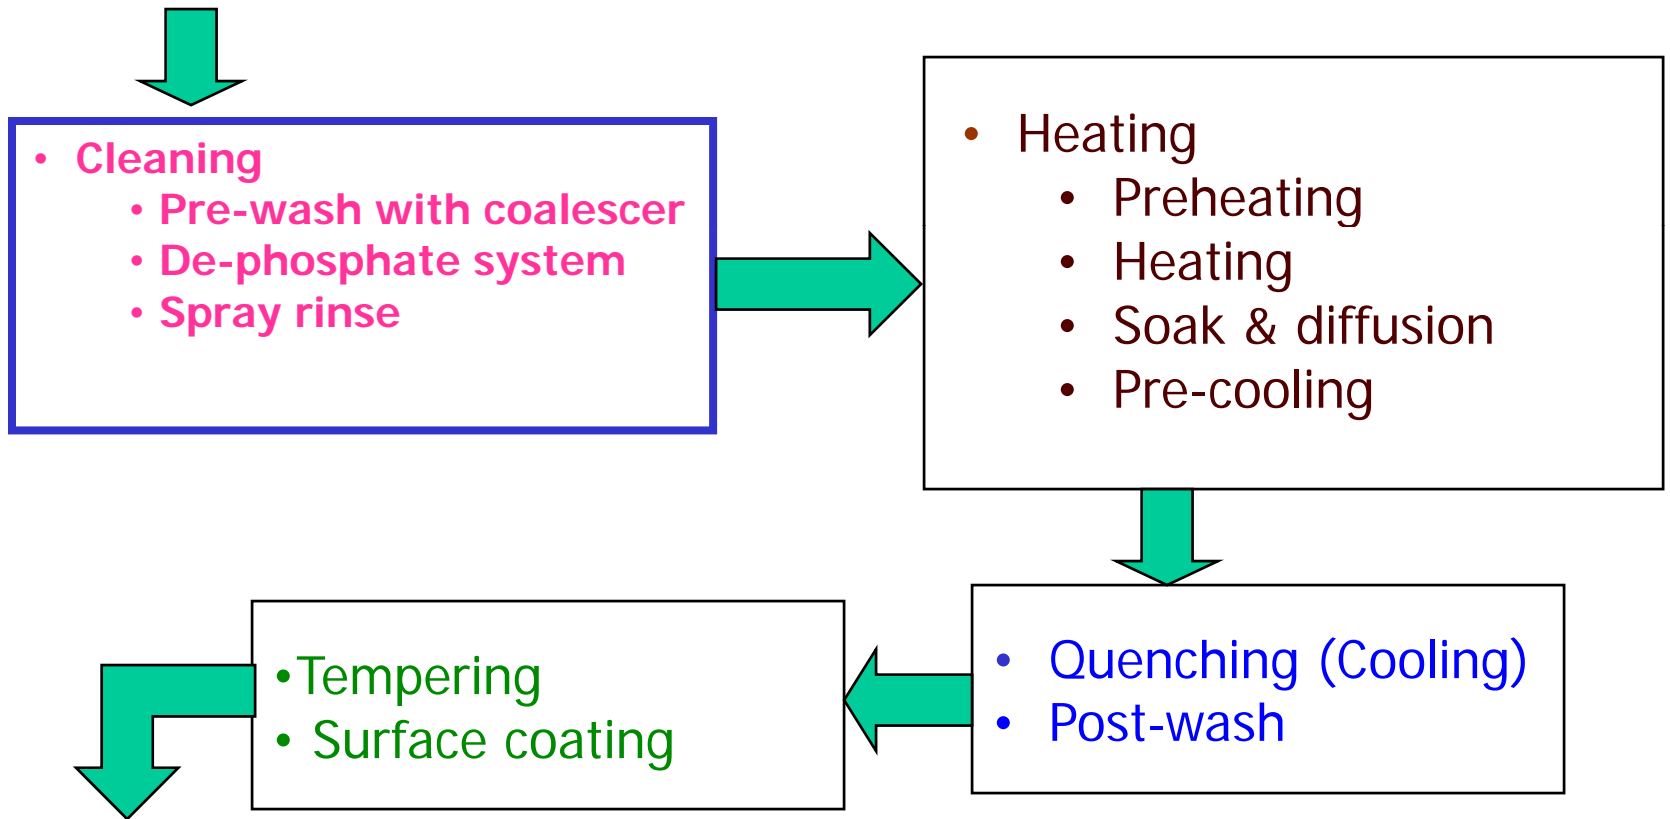 • Cleaning
• Pre-wash with coalescer
• De-phosphate system
• Spray rinse
• Heating
• Preheating
• Heating
• Soak & diffusion
• Pre-cooling
• Quenching (Cooling)
• Post-wash
•Tempering
• Surface coating